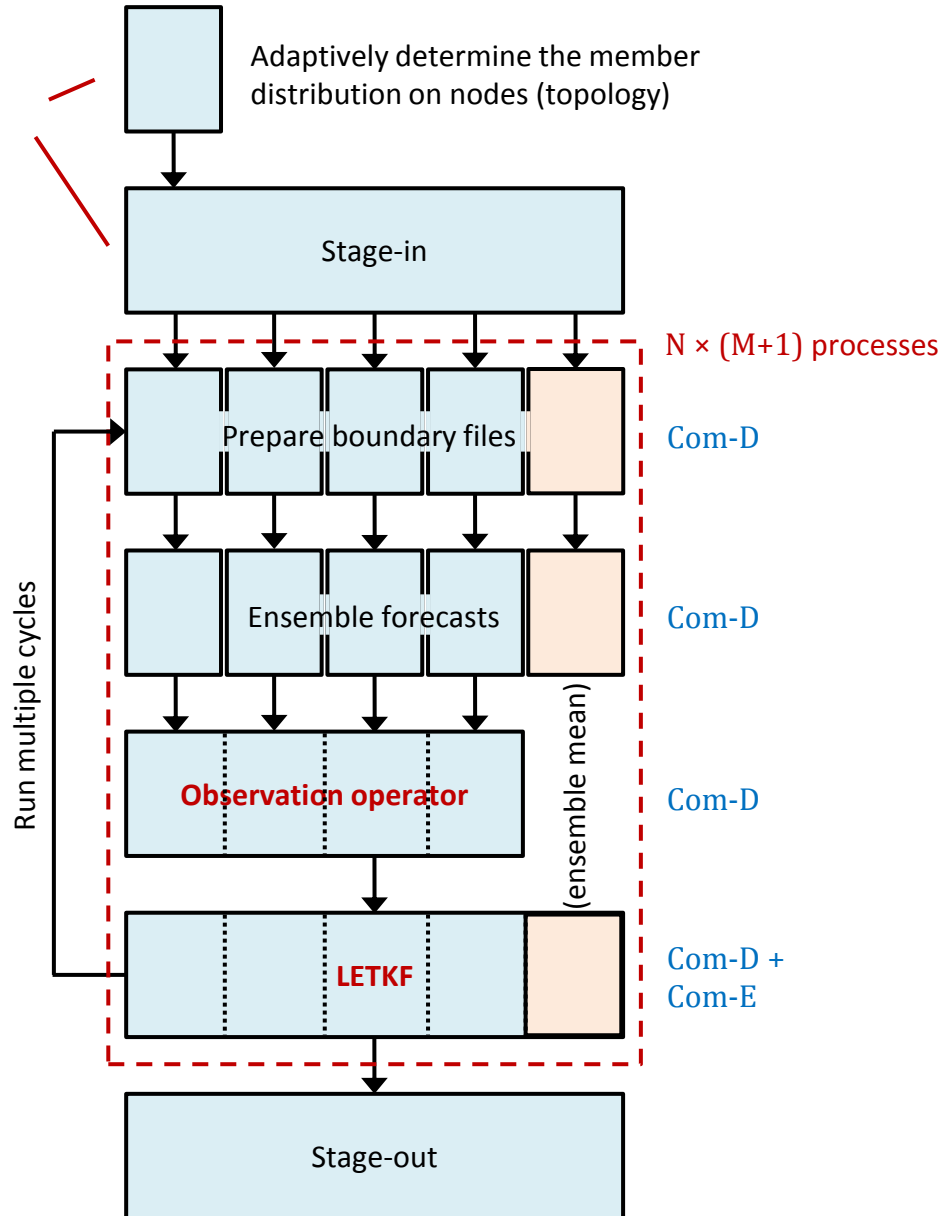 Adaptively determine the member
distribution on nodes (topology)
Stage-in
N × (M+1) processes
Prepare boundary files
Com-D
Ensemble forecasts
Com-D
Run multiple cycles
(ensemble mean)
Observation operator
Com-D
LETKF
Com-D +
Com-E
Stage-out